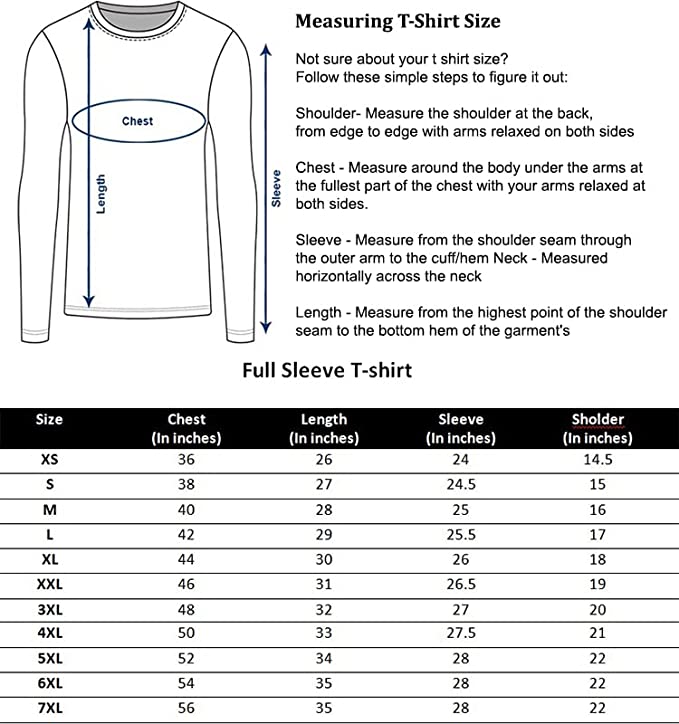 Measuring T-Shirt Size
Not sure about your t shirt size?
Follow these simple steps to figure it out:
Shoulder- Measure the shoulder at the back,
from edge to edge with arms relaxed on both sides
Chest - Measure around the body under the arms at
the fullest part of the chest with your arms relaxed at
both sides.
Sleeve - Measure from the shoulder seam through
the outer arm to the cuff/hem Neck - Measured
horizontally across the neck
Length - Measure from the highest point of the shoulder
seam to the bottom hem of the garment's
Chest
Length
Sleeve
Full Sleeve T-shirt
Size Chest Length Sleeve Sholder
(In inches) (In inches) (In inches) (In inches)
XS 36 26 24 14.5
S 38 27 24.5 15
M 40 28 25 16
L 42 29 25.5 17
XL 44 30 26 18
XXL 46 31 26.5 19
3XL 48 32 27 20
4XL 50 33 27.5 21
5XL 52 34 28 22
6XL 54 35 28 22
7XL 56 35 28 22